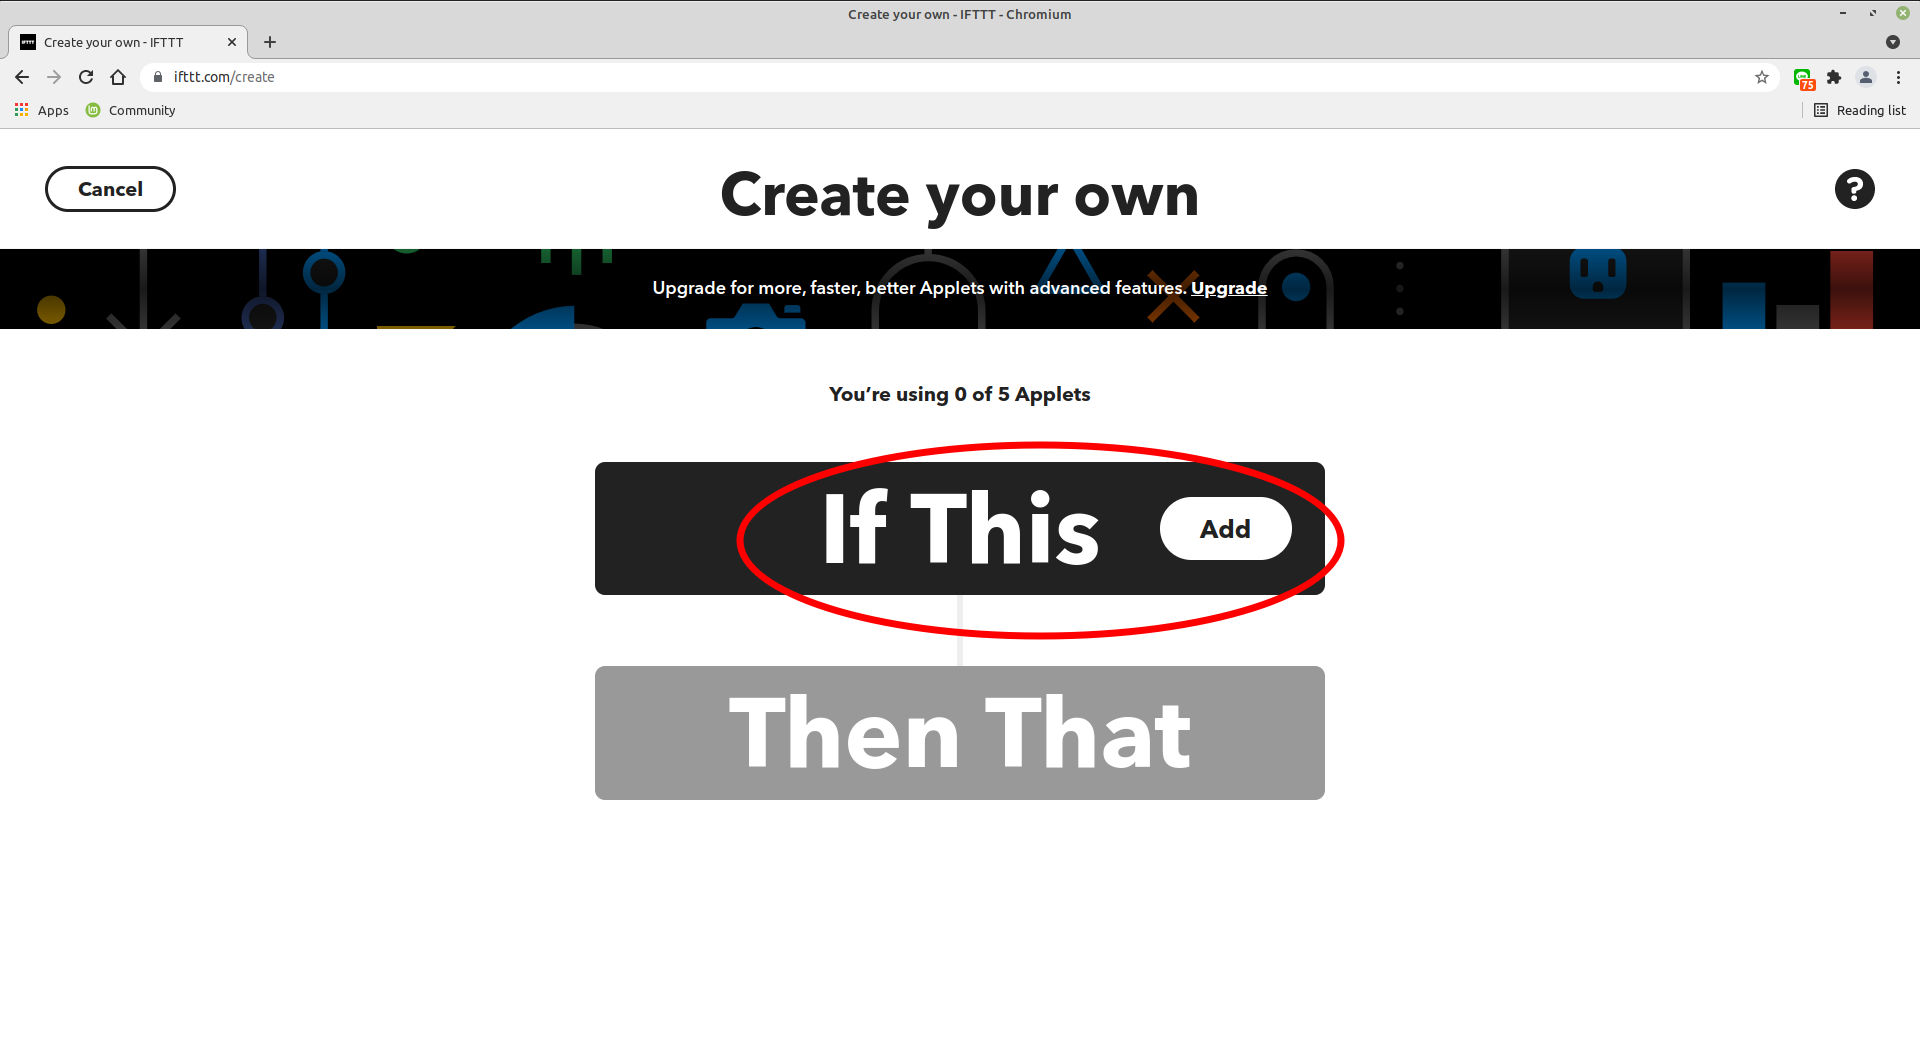 Create your own - IFTTT - Chromium
IFTTT Create your own - IFTTT
ifttt.com/create
75
Apps
Community
Reading list
Cancel
Create your own
?
Upgrade for more, faster, better Applets with advanced features. Upgrade
You're using 0 of 5 Applets
If This
Add
Then That